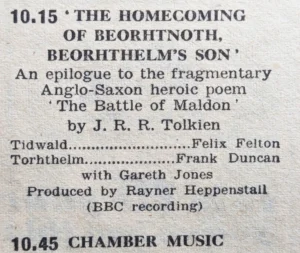 10.15 ‘THE HOMECOMING
OF BEORHTNOTH,
BEORHTHELM'S SON’
An epilogue to the fragmentary
Anglo-Saxon heroic poem
‘The Battle of Maldon’
by J. R. R. Tolkien
Tidwald........................Felix Felton
Torhthelm..................Frank Duncan
with Gareth Jones
Produced by Rayner Heppenstall
(BBC recording)
10.45 CHAMBER MUSIC